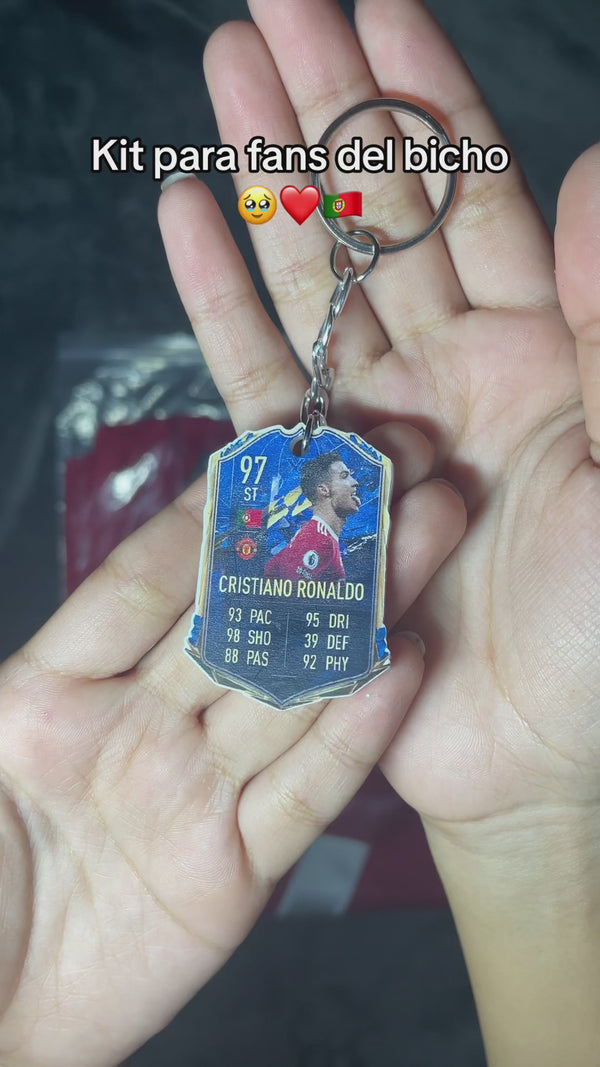 Kit para fans del bicho
🥹❤️🇵🇹
97
ST
CRISTIANO RONALDO
93 PAC 95 DRI
98 SHO 39 DEF
88 PAS 92 PHY